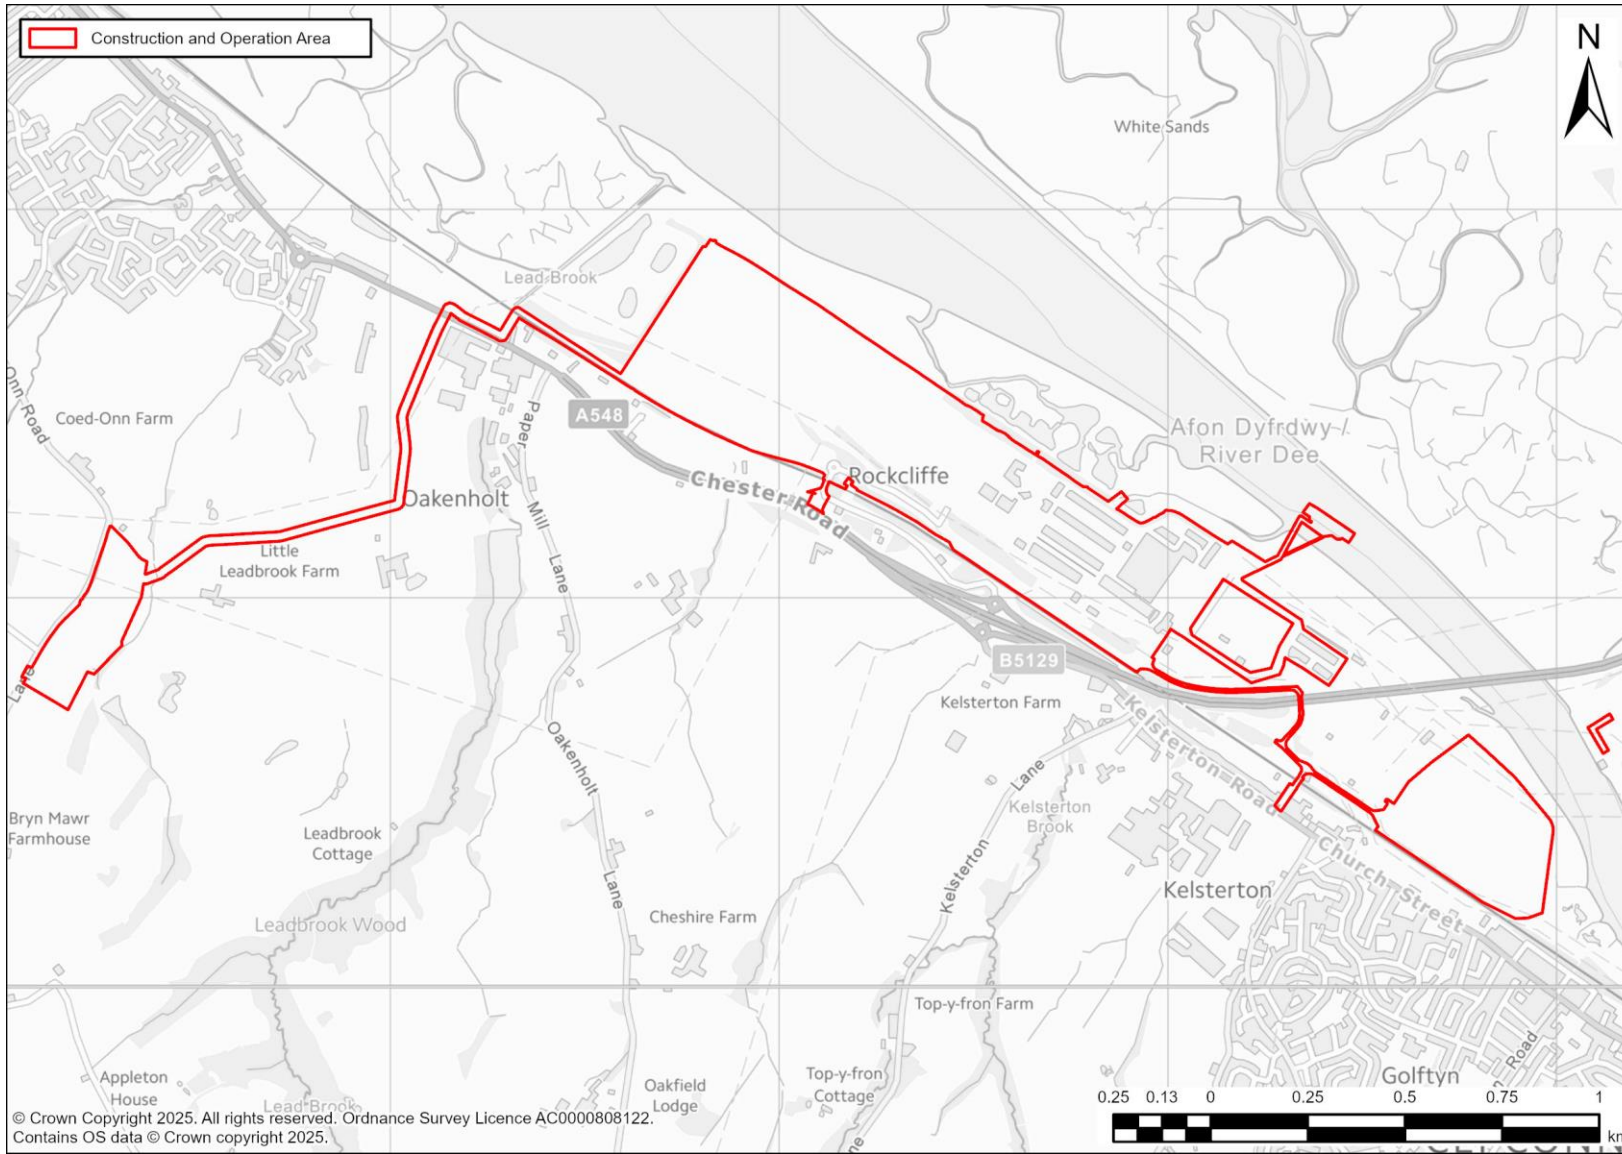 Construction and Operation Area
N
White Sands
Lead Brook
Onn Road
Coed-Onn Farm
A548
Paper
Mill
Lane
Chester Road
Rockcliffe
Afon Dyfrdwy /
River Dee
Oakenholt
Little
Leadbrook Farm
B5129
Lane
Kelsterton Farm
Kelsterton Road
Oakenholt
Lane
Lane
Kelsterton
Kelsterton
Brook
Bryn Mawr
Farmhouse
Leadbrook
Cottage
Church Street
Kelsterton
Leadbrook Wood
Cheshire Farm
Top-y-fron Farm
Road
Appleton
House
Oakfield
Lodge
Top-y-fron
Cottage
Golftyn
Lead Brook
0.25 0.13 0 0.25 0.5 0.75 1
km
© Crown Copyright 2025. All rights reserved. Ordnance Survey Licence AC0000808122.
Contains OS data © Crown copyright 2025.